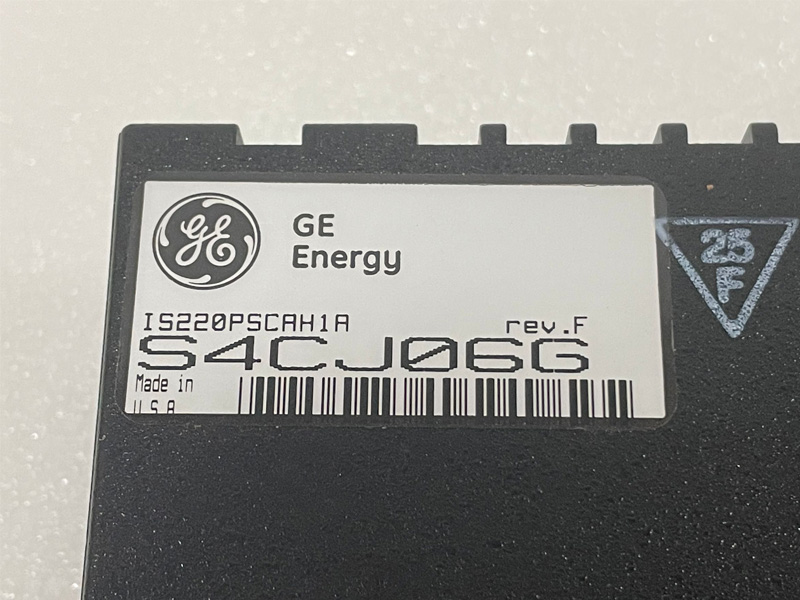 GE
GE
Energy
IS220PSCAH1A rev.F
S4CJ06G
Made in
U.S.A
25
F